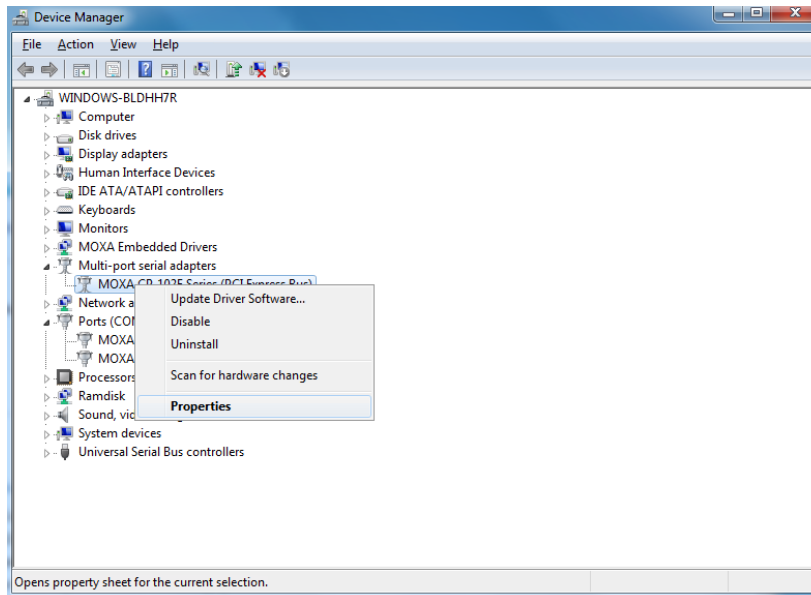 Device Manager
File Action View Help
WINDOWS-BLDHH7R
Computer
Disk drives
Display adapters
Human Interface Devices
IDE ATA/ATAPI controllers
Keyboards
Monitors
MOXA Embedded Drivers
Multi-port serial adapters
MOXA CP-102E Series (PCI Express Bus)
Update Driver Software...
Network a
Disable
Ports (COM
MOXA
Uninstall
MOXA
Scan for hardware changes
Processors
Ramdisk
Properties
Sound, vid
System devices
Universal Serial Bus controllers
Opens property sheet for the current selection.